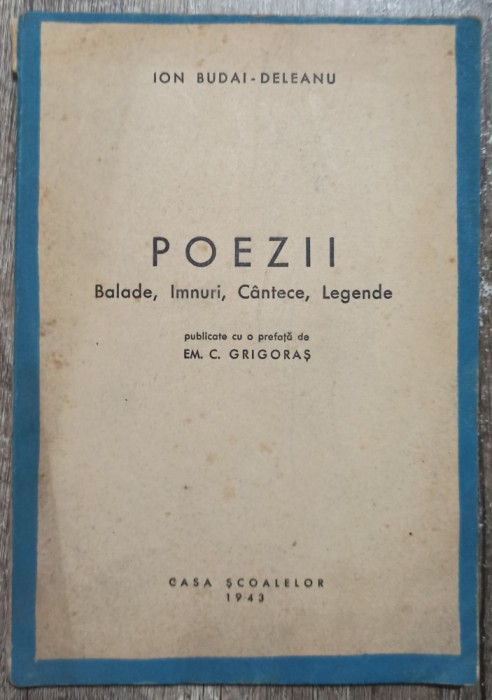 ION BUDAI-DELEANU
POEZII
Balade, Imnuri, Cântece, Legende
publicate cu o prefață de
EM. C. GRIGORAȘ
CASA ȘCOALELOR
1943